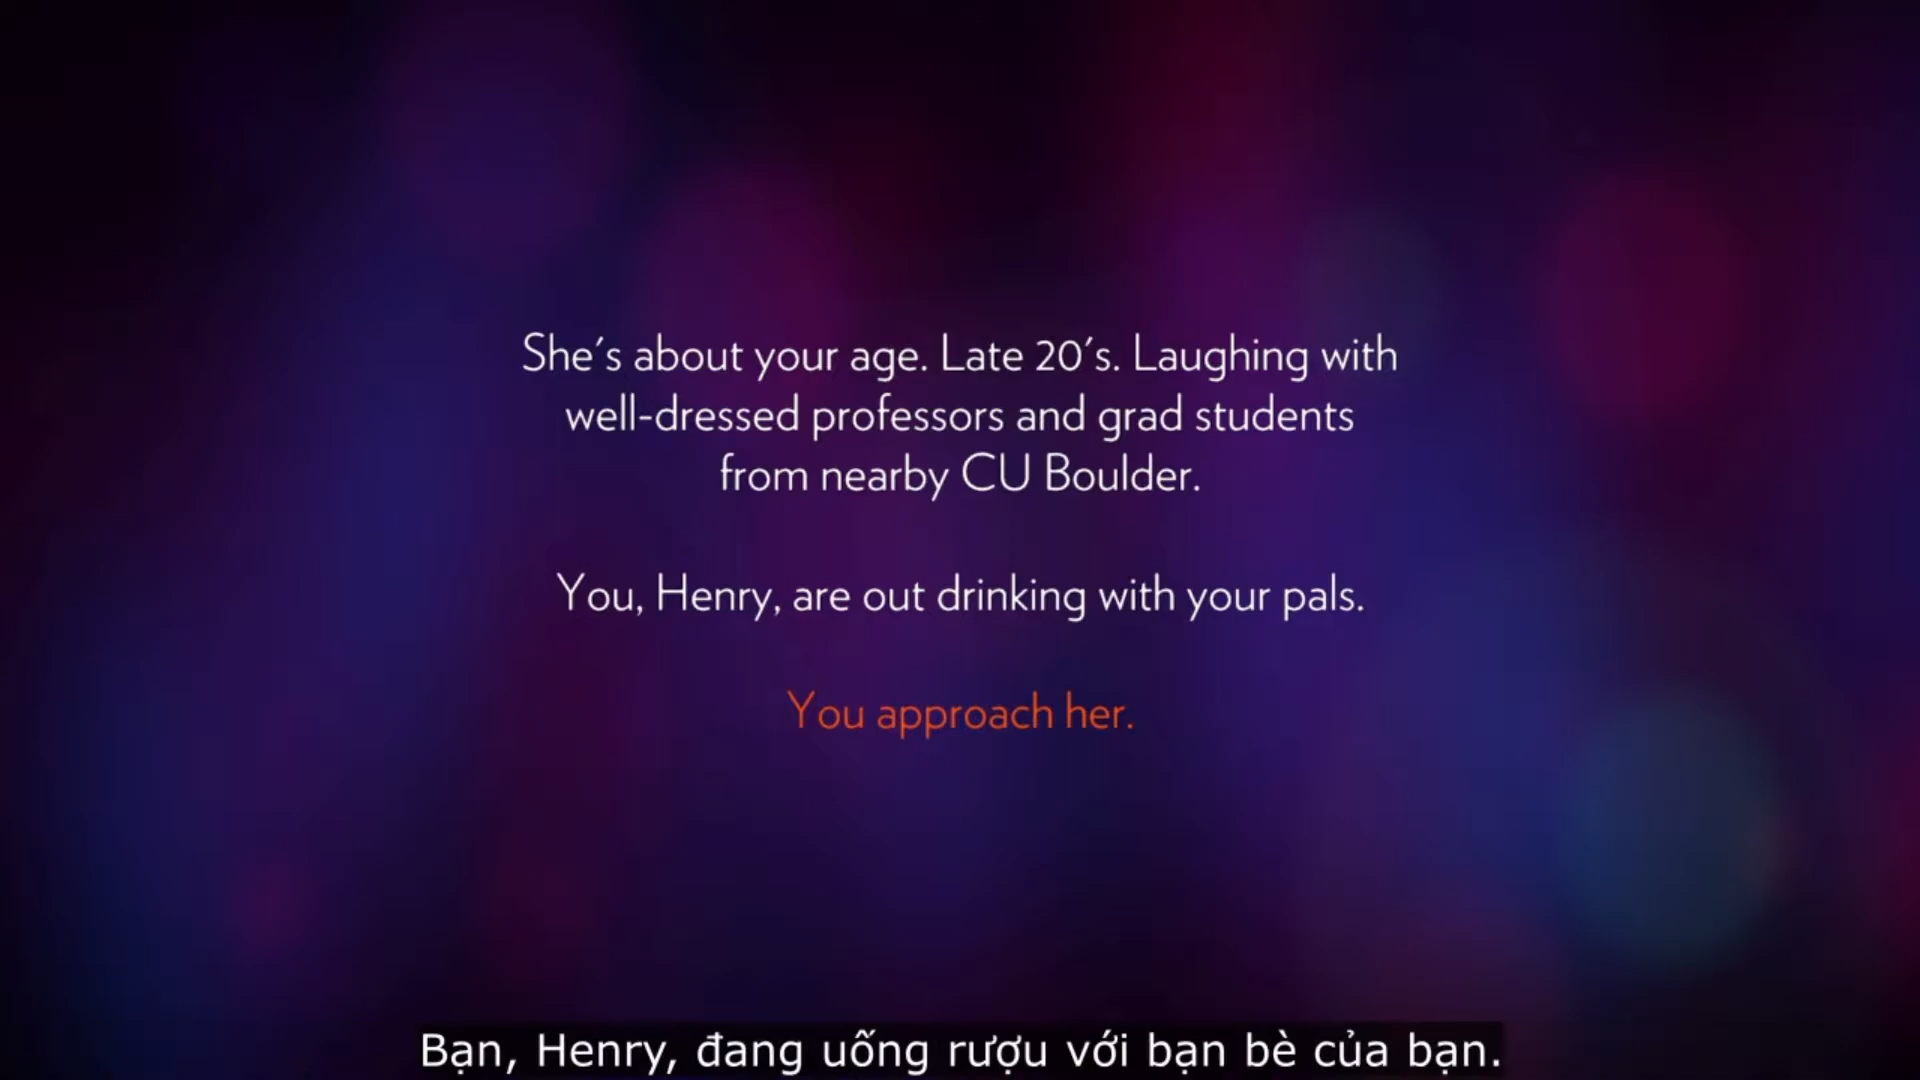 She's about your age. Late 20's. Laughing with
well-dressed professors and grad students
from nearby CU Boulder.
You, Henry, are out drinking with your pals.
You approach her.
Bạn, Henry, đang uống rượu với bạn bè của bạn.